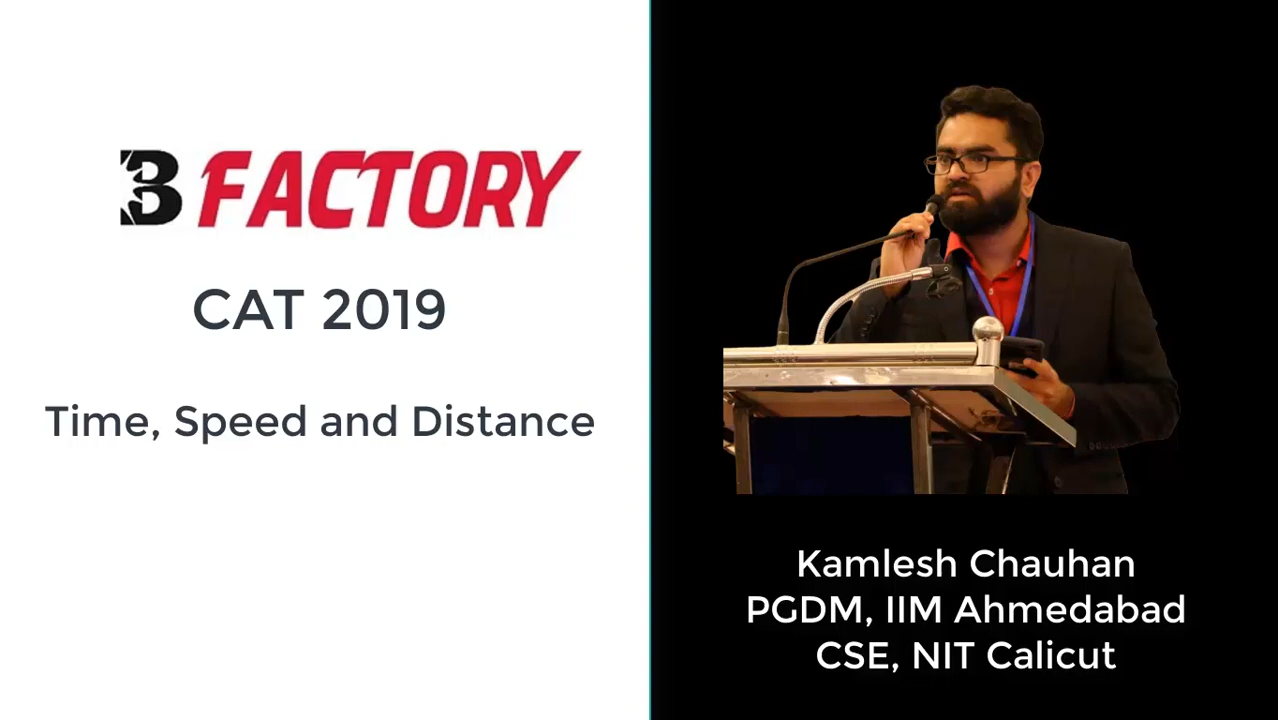 B FACTORY
CAT 2019
Time, Speed and Distance
Kamlesh Chauhan
PGDM, IIM Ahmedabad
CSE, NIT Calicut